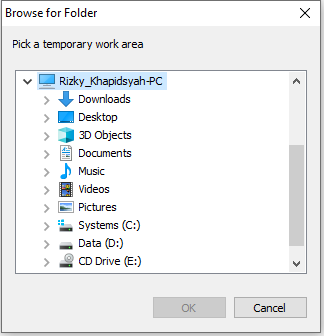 Browse for Folder
Pick a temporary work area
Rizky_Khapidsyah-PC
Downloads
Desktop
3D Objects
Documents
Music
Videos
Pictures
Systems (C:)
Data (D:)
CD Drive (E:)
OK
Cancel